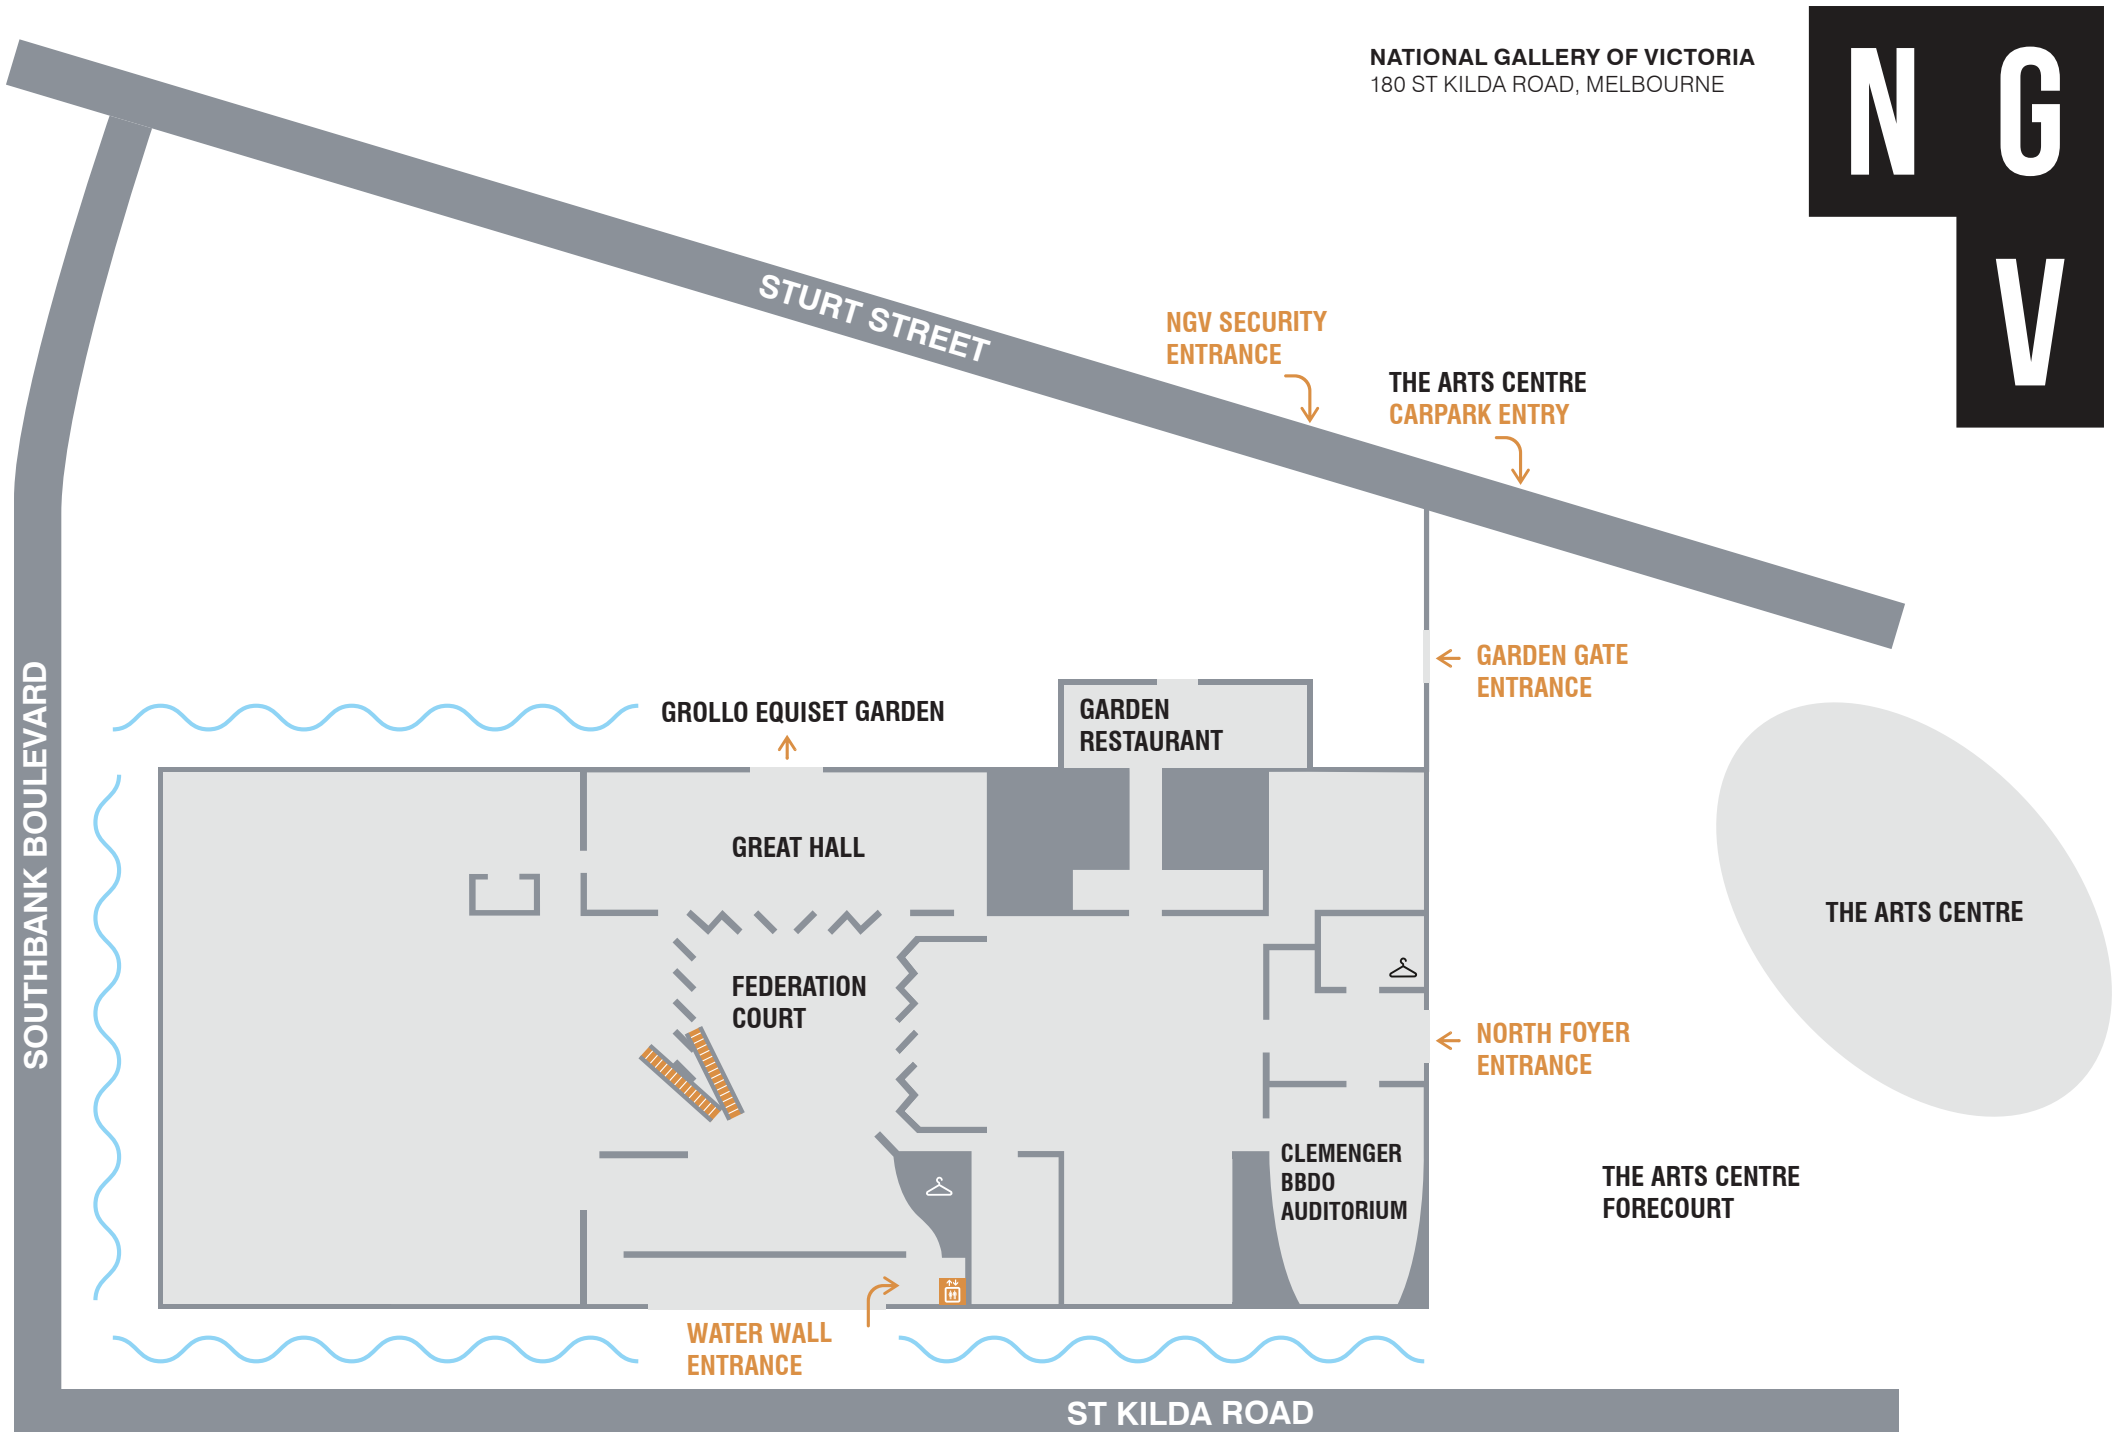 NATIONAL GALLERY OF VICTORIA
180 ST KILDA ROAD, MELBOURNE
N G
V
STURT STREET
NGV SECURITY
ENTRANCE
THE ARTS CENTRE
CARPARK ENTRY
GARDEN GATE
ENTRANCE
SOUTHBANK BOULEVARD
GROLLO EQUISET GARDEN
GARDEN
RESTAURANT
GREAT HALL
THE ARTS CENTRE
FEDERATION
COURT
NORTH FOYER
ENTRANCE
CLEMENGER
BBDO
AUDITORIUM
THE ARTS CENTRE
FORECOURT
WATER WALL
ENTRANCE
ST KILDA ROAD